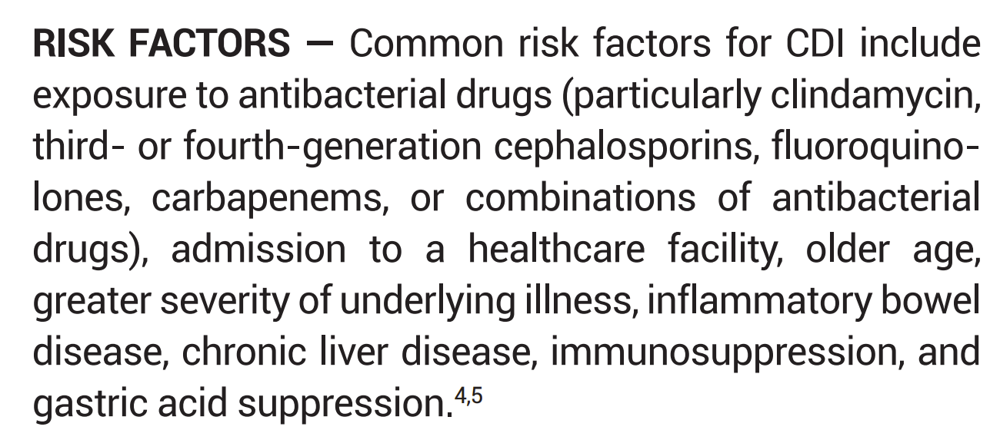 RISK FACTORS — Common risk factors for CDI include
exposure to antibacterial drugs (particularly clindamycin,
third- or fourth-generation cephalosporins, fluoroquino-
lones, carbapenems, or combinations of antibacterial
drugs), admission to a healthcare facility, older age,
greater severity of underlying illness, inflammatory bowel
disease, chronic liver disease, immunosuppression, and
gastric acid suppression.4,5